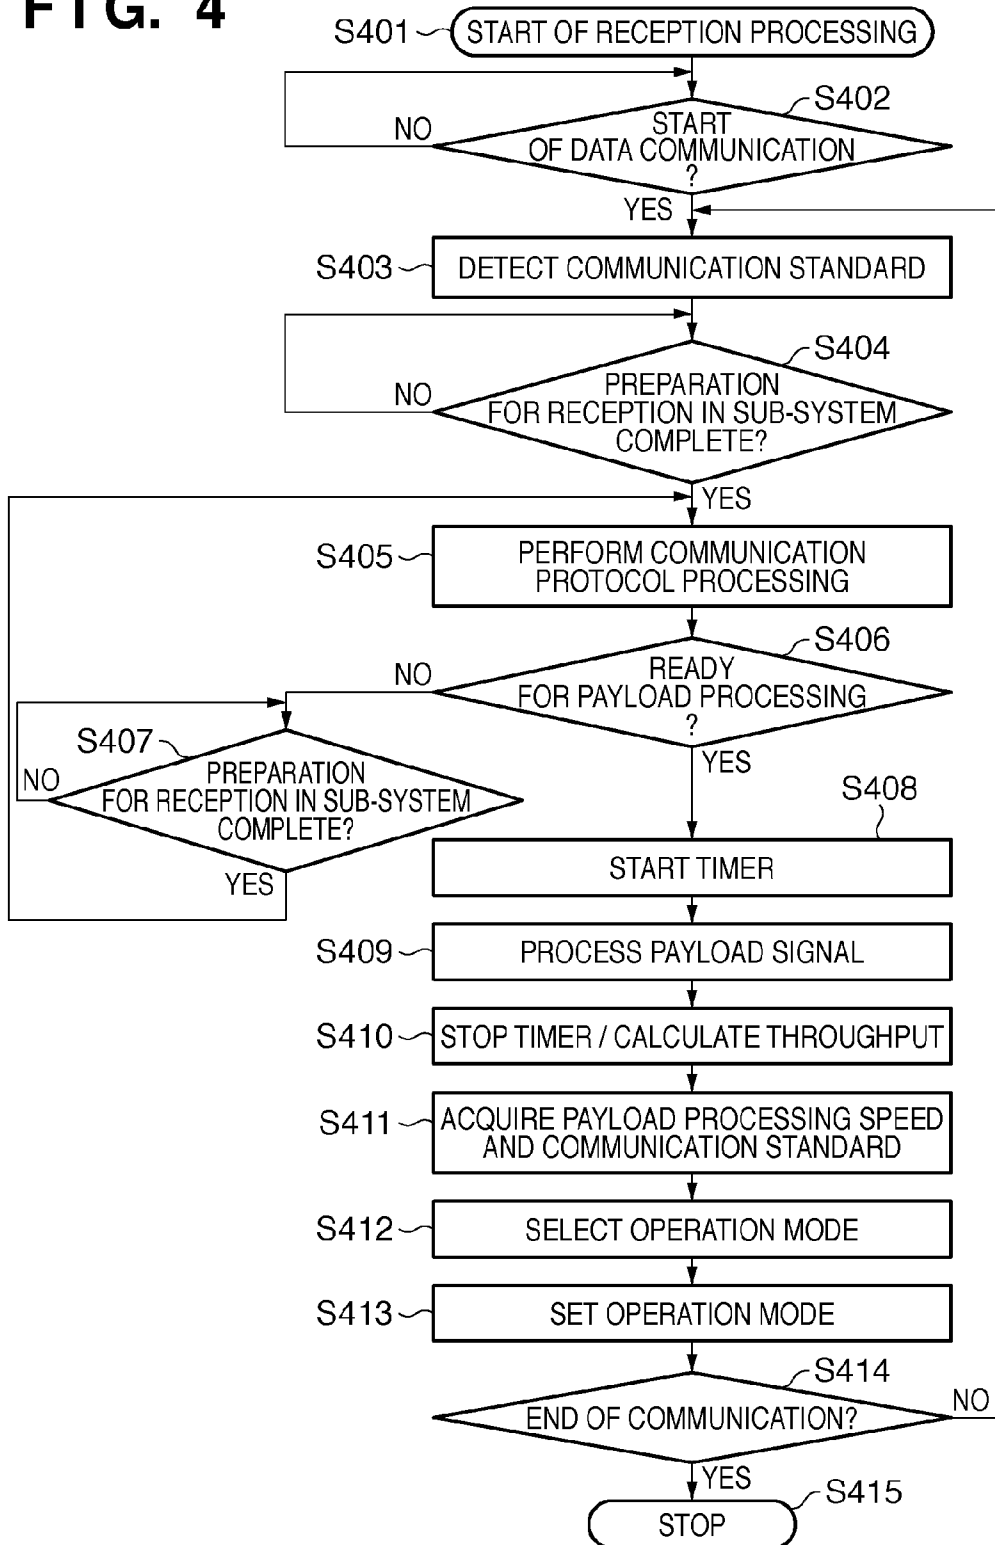 FIG. 4
S401
START OF RECEPTION PROCESSING
S402
START
OF DATA COMMUNICATION
?
NO
YES
S403
DETECT COMMUNICATION STANDARD
S404
PREPARATION
FOR RECEPTION IN SUB-SYSTEM
COMPLETE?
NO
YES
S405
PERFORM COMMUNICATION
PROTOCOL PROCESSING
S406
READY
FOR PAYLOAD PROCESSING
?
NO
YES
S407
PREPARATION
FOR RECEPTION IN SUB-SYSTEM
COMPLETE?
NO
YES
S408
START TIMER
S409
PROCESS PAYLOAD SIGNAL
S410
STOP TIMER / CALCULATE THROUGHPUT
S411
ACQUIRE PAYLOAD PROCESSING SPEED
AND COMMUNICATION STANDARD
S412
SELECT OPERATION MODE
S413
SET OPERATION MODE
S414
END OF COMMUNICATION?
NO
YES
S415
STOP